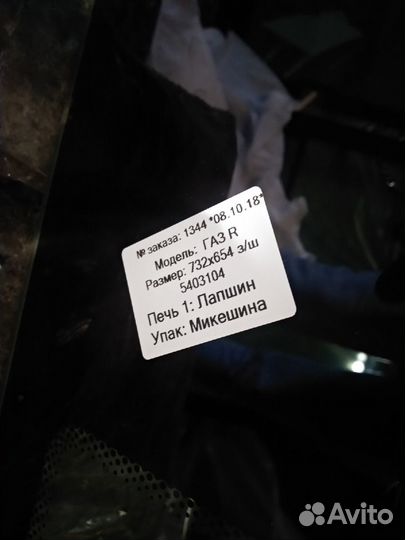 № заказа: 1344 *08.10.18*
Модель: ГАЗ R
Размер: 732х654 з/ш
5403104
Печь 1: Лапшин
Упак: Микешина
Avito